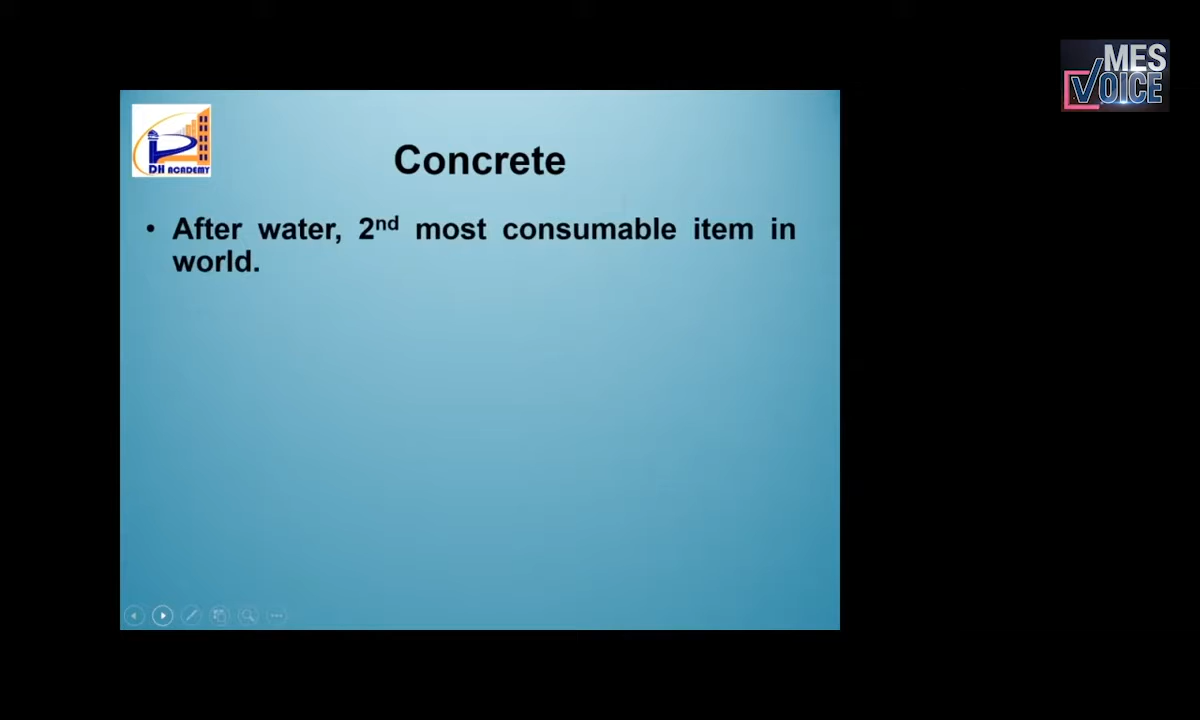 MES
VOICE
DH ACADEMY
Concrete
• After water, 2nd most consumable item in
world.